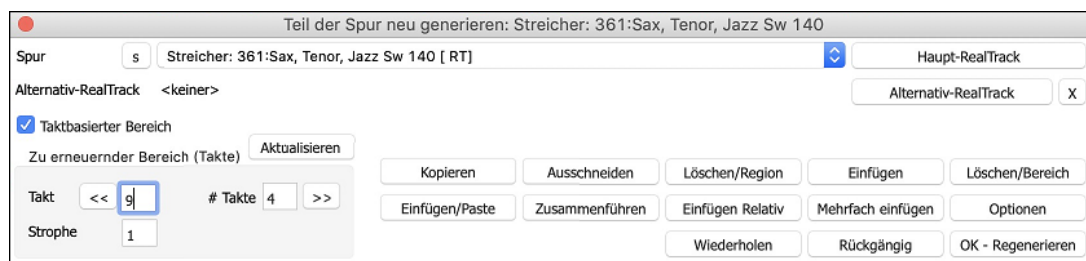 Teil der Spur neu generieren: Streicher: 361:Sax, Tenor, Jazz Sw 140
Spur s Streicher: 361:Sax, Tenor, Jazz Sw 140 [ RT] Haupt-RealTrack
Alternativ-RealTrack <keiner> Alternativ-RealTrack X
Taktbasierter Bereich
Zu erneuernder Bereich (Takte) Aktualisieren
Kopieren Ausschneiden Löschen/Region Einfügen Löschen/Bereich
Takt << 9 # Takte 4 >> Einfügen/Paste Zusammenführen Einfügen Relativ Mehrfach einfügen Optionen
Strophe 1
Wiederholen Rückgängig OK - Regenerieren